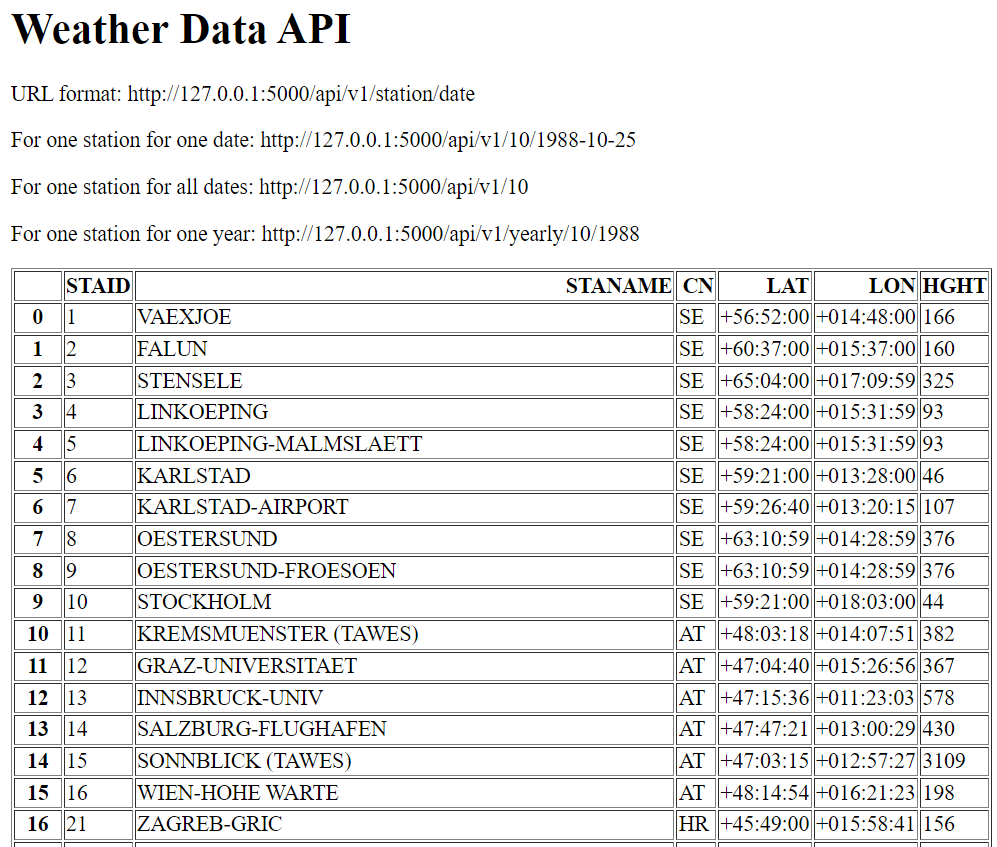 Weather Data API
URL format: http://127.0.0.1:5000/api/v1/station/date
For one station for one date: http://127.0.0.1:5000/api/v1/10/1988-10-25
For one station for all dates: http://127.0.0.1:5000/api/v1/10
For one station for one year: http://127.0.0.1:5000/api/v1/yearly/10/1988
STAID STANAME CN LAT LON HGHT
0 1 VAEXJOE SE +56:52:00 +014:48:00 166
1 2 FALUN SE +60:37:00 +015:37:00 160
2 3 STENSELE SE +65:04:00 +017:09:59 325
3 4 LINKOEPING SE +58:24:00 +015:31:59 93
4 5 LINKOEPING-MALMSLAETT SE +58:24:00 +015:31:59 93
5 6 KARLSTAD SE +59:21:00 +013:28:00 46
6 7 KARLSTAD-AIRPORT SE +59:26:40 +013:20:15 107
7 8 OESTERSUND SE +63:10:59 +014:28:59 376
8 9 OESTERSUND-FROESOEN SE +63:10:59 +014:28:59 376
9 10 STOCKHOLM SE +59:21:00 +018:03:00 44
10 11 KREMSMUENSTER (TAWES) AT +48:03:18 +014:07:51 382
11 12 GRAZ-UNIVERSITAET AT +47:04:40 +015:26:56 367
12 13 INNSBRUCK-UNIV AT +47:15:36 +011:23:03 578
13 14 SALZBURG-FLUGHAFEN AT +47:47:21 +013:00:29 430
14 15 SONNBLICK (TAWES) AT +47:03:15 +012:57:27 3109
15 16 WIEN-HOHE WARTE AT +48:14:54 +016:21:23 198
16 21 ZAGREB-GRIC HR +45:49:00 +015:58:41 156